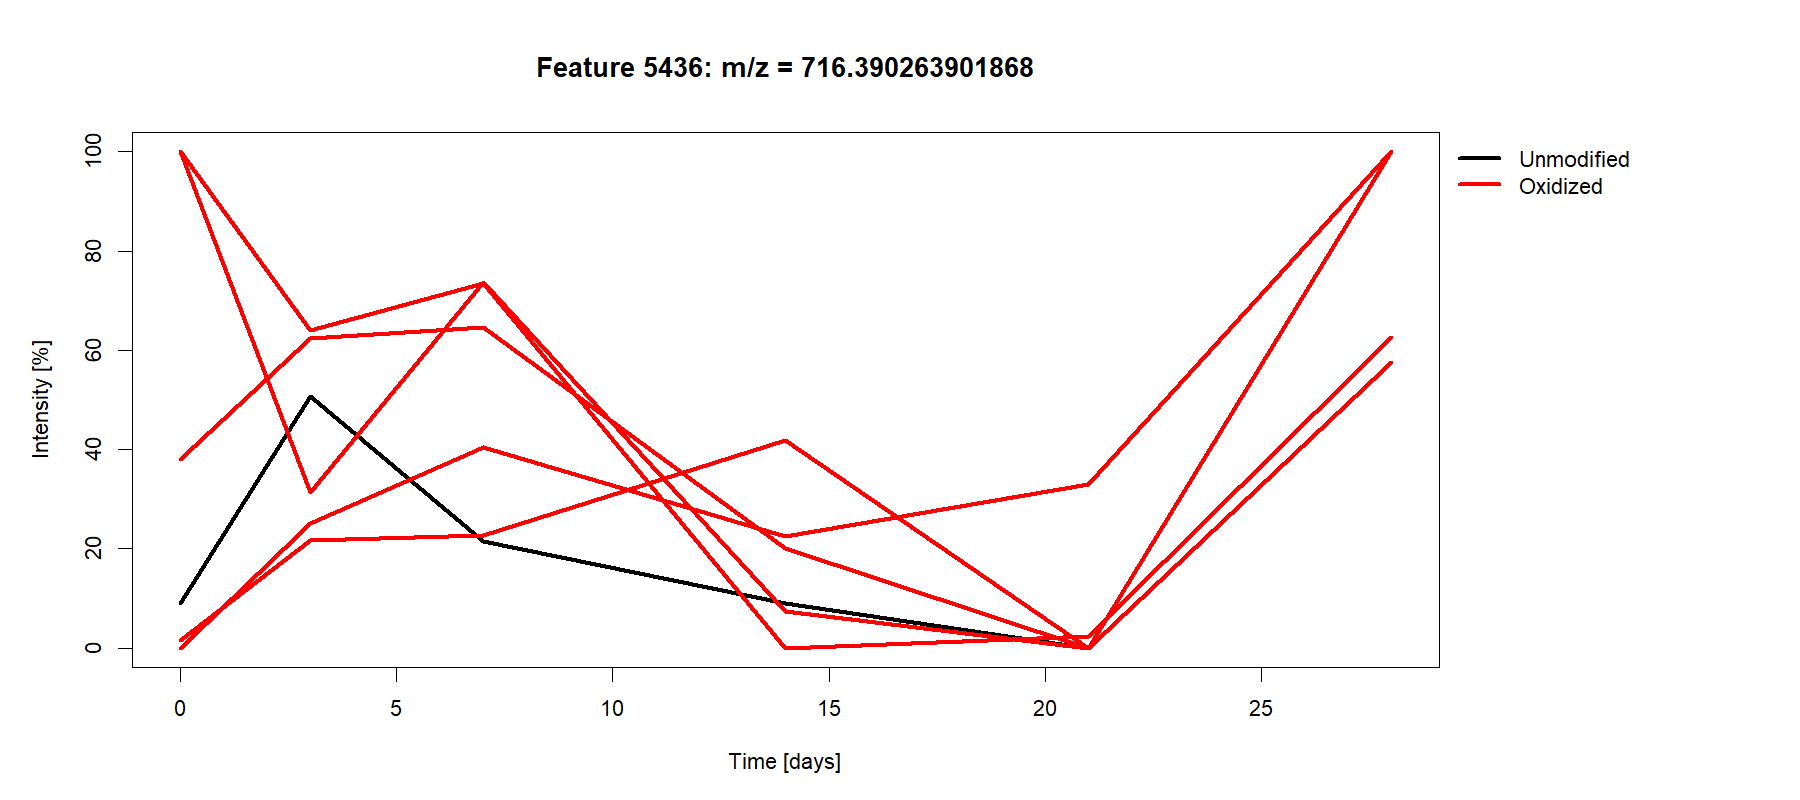 Feature 5436: m/z = 716.390263901868
Unmodified
Oxidized
Intensity [%]
100
80
60
40
20
0
0 5 10 15 20 25
Time [days]